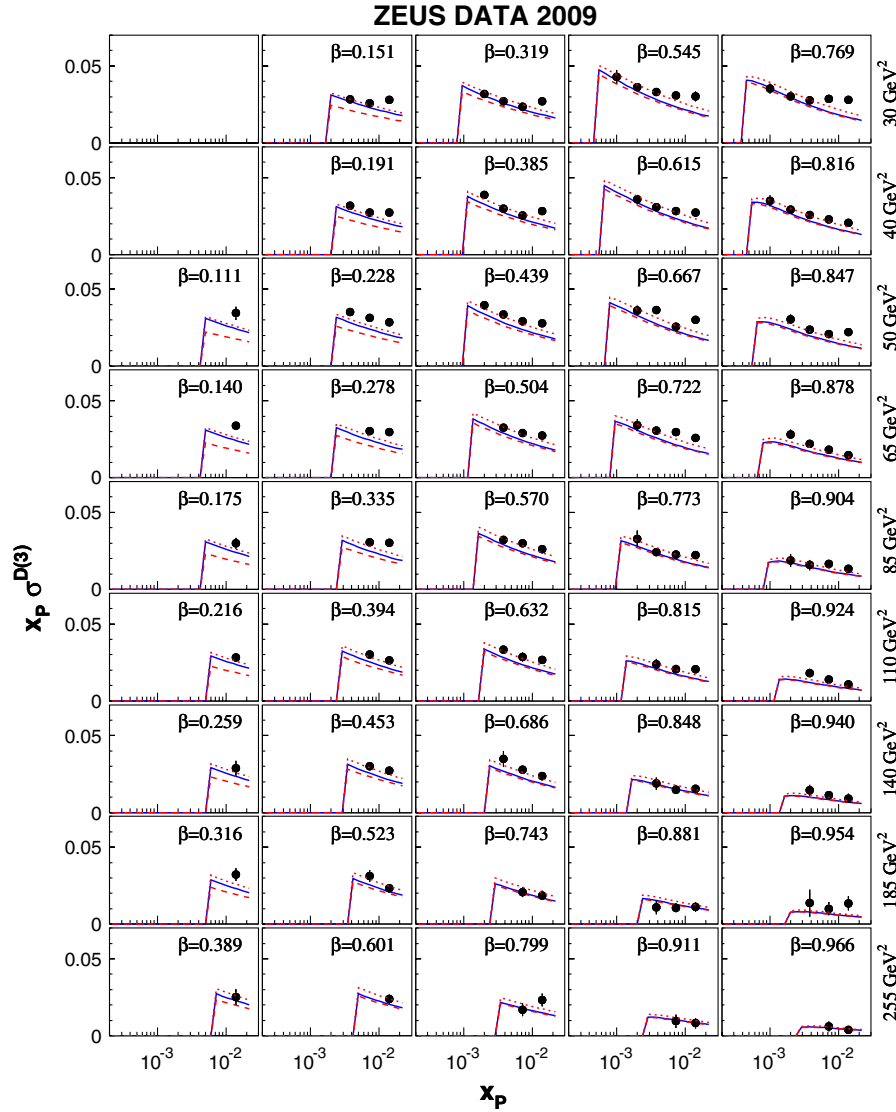 ZEUS DATA 2009
0.05
0
β=0.151
β=0.319
β=0.545
β=0.769
30 GeV²
0.05
0
β=0.191
β=0.385
β=0.615
β=0.816
40 GeV²
0.05
0
β=0.111
β=0.228
β=0.439
β=0.667
β=0.847
50 GeV²
0.05
0
β=0.140
β=0.278
β=0.504
β=0.722
β=0.878
65 GeV²
0.05
0
β=0.175
β=0.335
β=0.570
β=0.773
β=0.904
85 GeV²
0.05
0
β=0.216
β=0.394
β=0.632
β=0.815
β=0.924
110 GeV²
0.05
0
β=0.259
β=0.453
β=0.686
β=0.848
β=0.940
140 GeV²
0.05
0
β=0.316
β=0.523
β=0.743
β=0.881
β=0.954
185 GeV²
0.05
0
β=0.389
β=0.601
β=0.799
β=0.911
β=0.966
255 GeV²
10⁻³ 10⁻² 10⁻³ 10⁻² 10⁻³ 10⁻² 10⁻³ 10⁻² 10⁻³ 10⁻²
x_P σ^D(3)
x_P